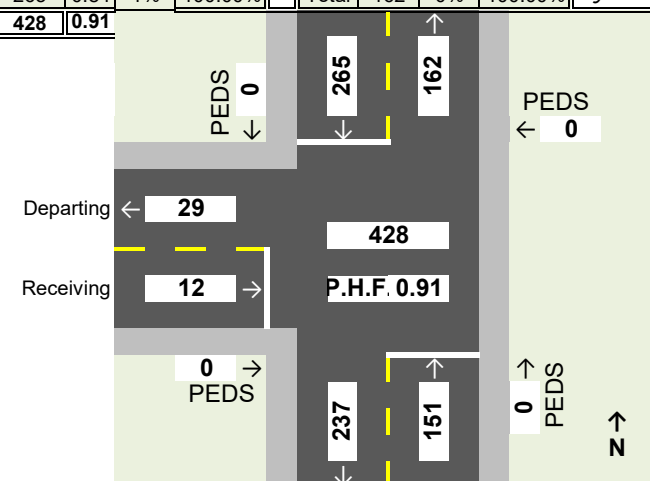 428 0.91
PEDS
0
265
162
PEDS
← 0
Departing ← 29
428
Receiving 12 →
P.H.F. 0.91
0 →
PEDS
237
151
0
PEDS
N